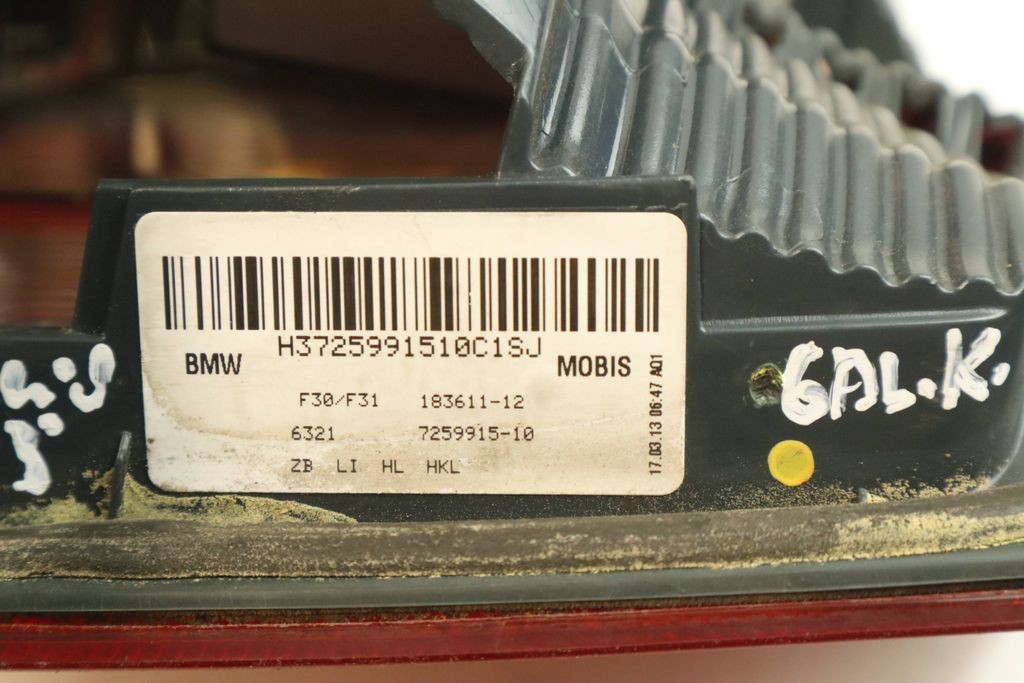 H3725991510C1SJ
BMW MOBIS
F30/F31 183611-12
6321 7259915-10
ZB LI HL HKL
17.03.13 06:47 A01
GAL.K.